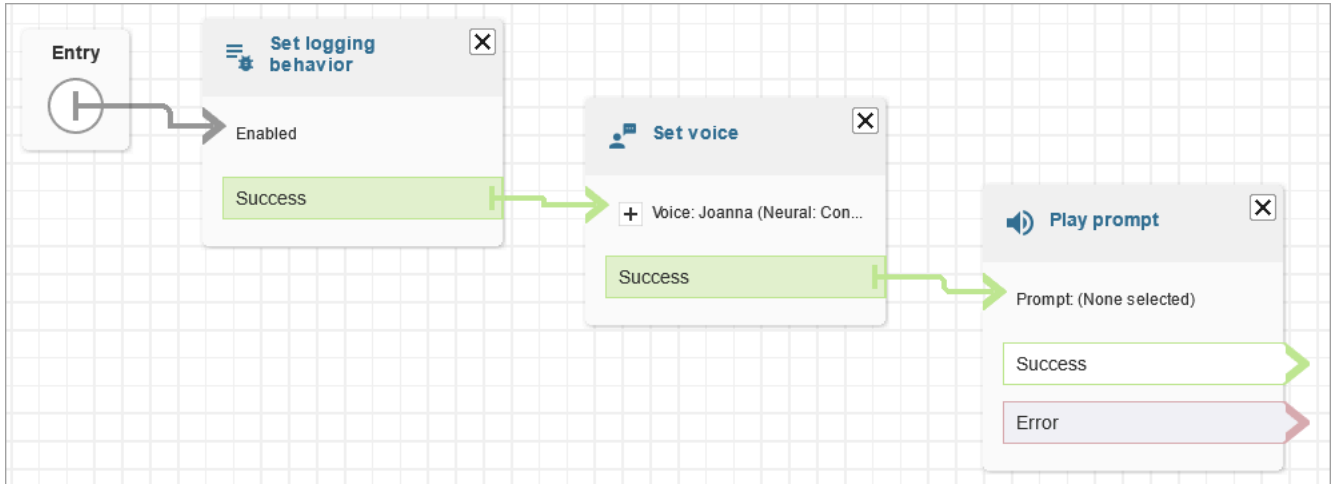 Entry
Set logging
behavior
Enabled
Success
Set voice
Voice: Joanna (Neural: Con...
Success
Play prompt
Prompt: (None selected)
Success
Error